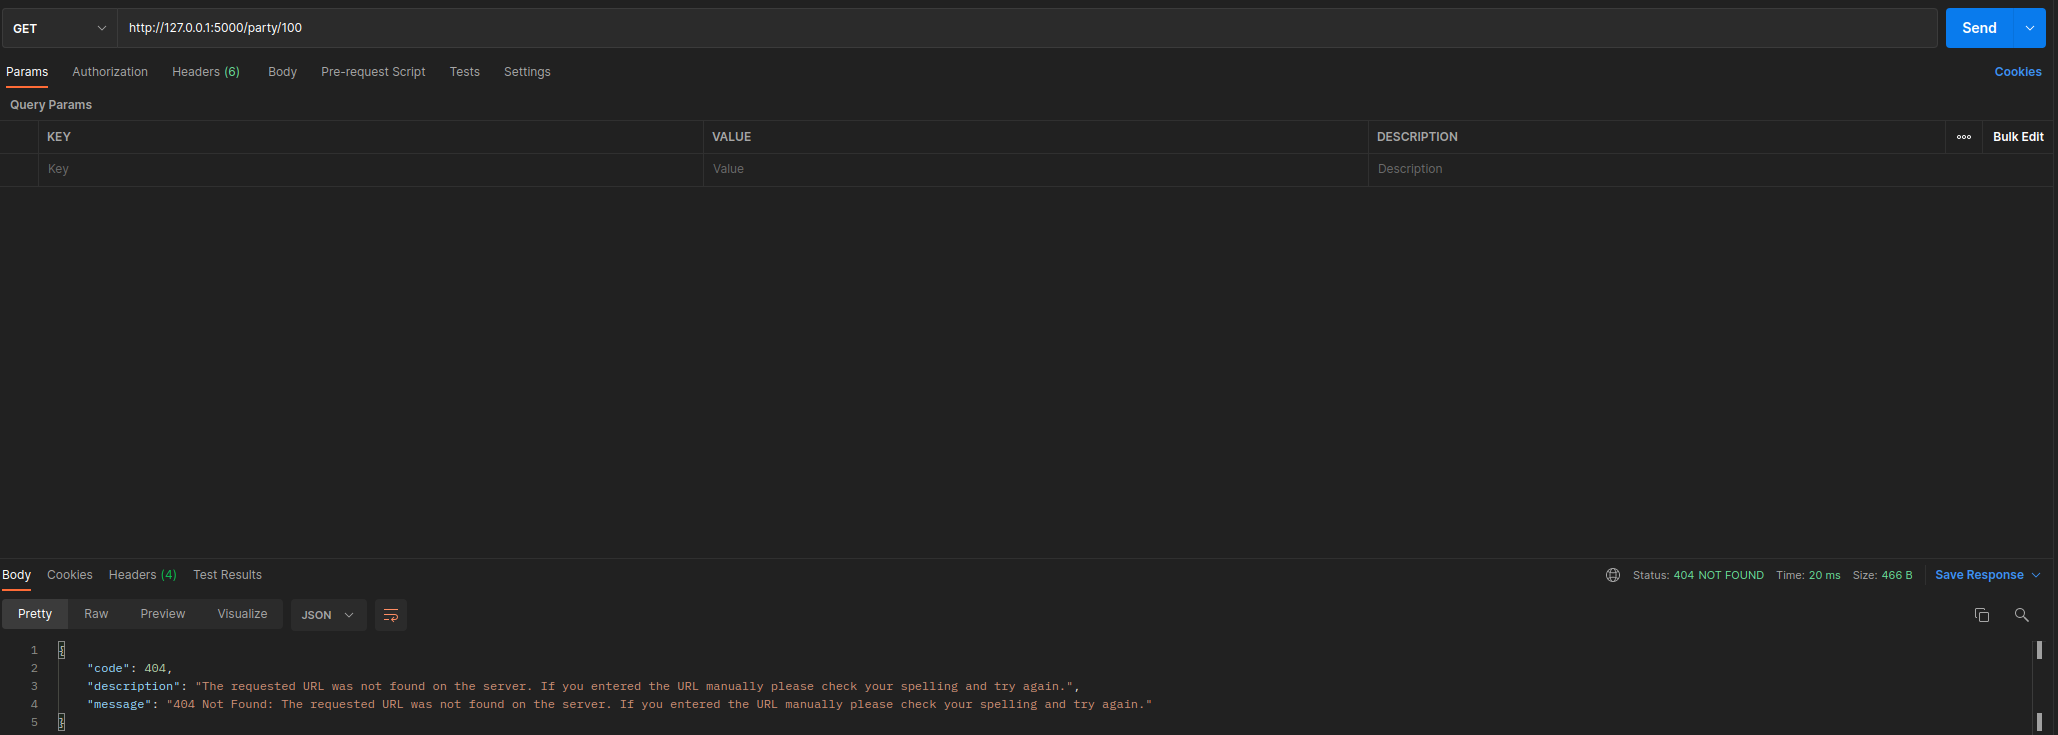 GET http://127.0.0.1:5000/party/100 Send
Params Authorization Headers (6) Body Pre-request Script Tests Settings Cookies
Query Params
KEY VALUE DESCRIPTION ooo Bulk Edit
Key Value Description
Body Cookies Headers (4) Test Results Status: 404 NOT FOUND Time: 20 ms Size: 466 B Save Response
Pretty Raw Preview Visualize JSON
1 {
2 "code": 404,
3 "description": "The requested URL was not found on the server. If you entered the URL manually please check your spelling and try again.",
4 "message": "404 Not Found: The requested URL was not found on the server. If you entered the URL manually please check your spelling and try again."
5 }